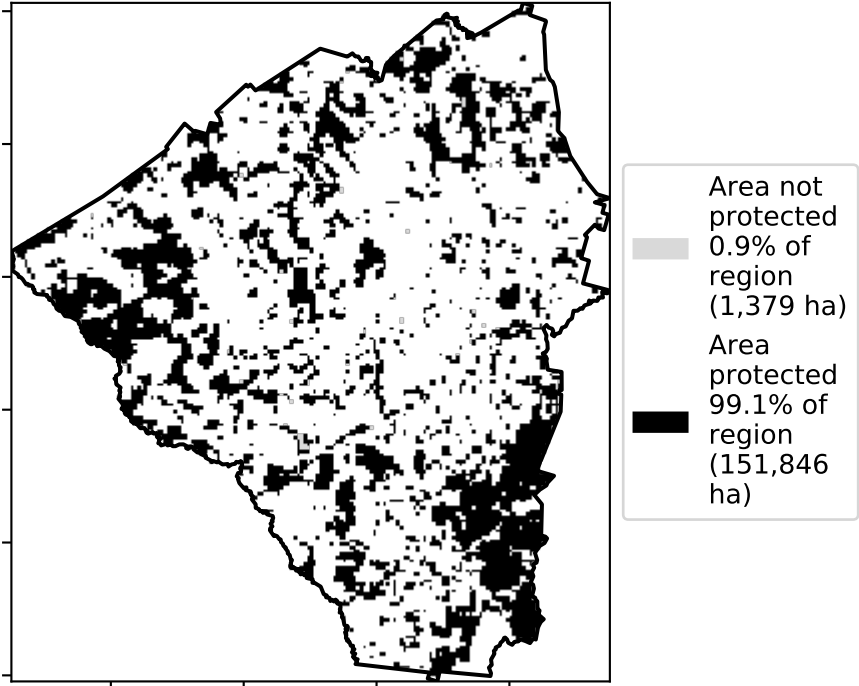 Area not
protected
0.9% of
region
(1,379 ha)
Area
protected
99.1% of
region
(151,846
ha)